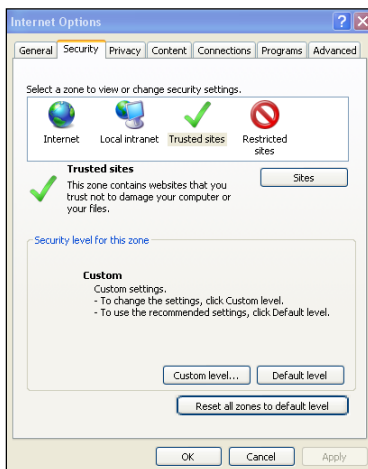 Internet Options
General Security Privacy Content Connections Programs Advanced
Select a zone to view or change security settings.
Internet Local intranet Trusted sites Restricted sites
Trusted sites
This zone contains websites that you
trust not to damage your computer or
your files.
Sites
Security level for this zone
Custom
Custom settings.
- To change the settings, click Custom level.
- To use the recommended settings, click Default level.
Custom level... Default level
Reset all zones to default level
OK Cancel Apply